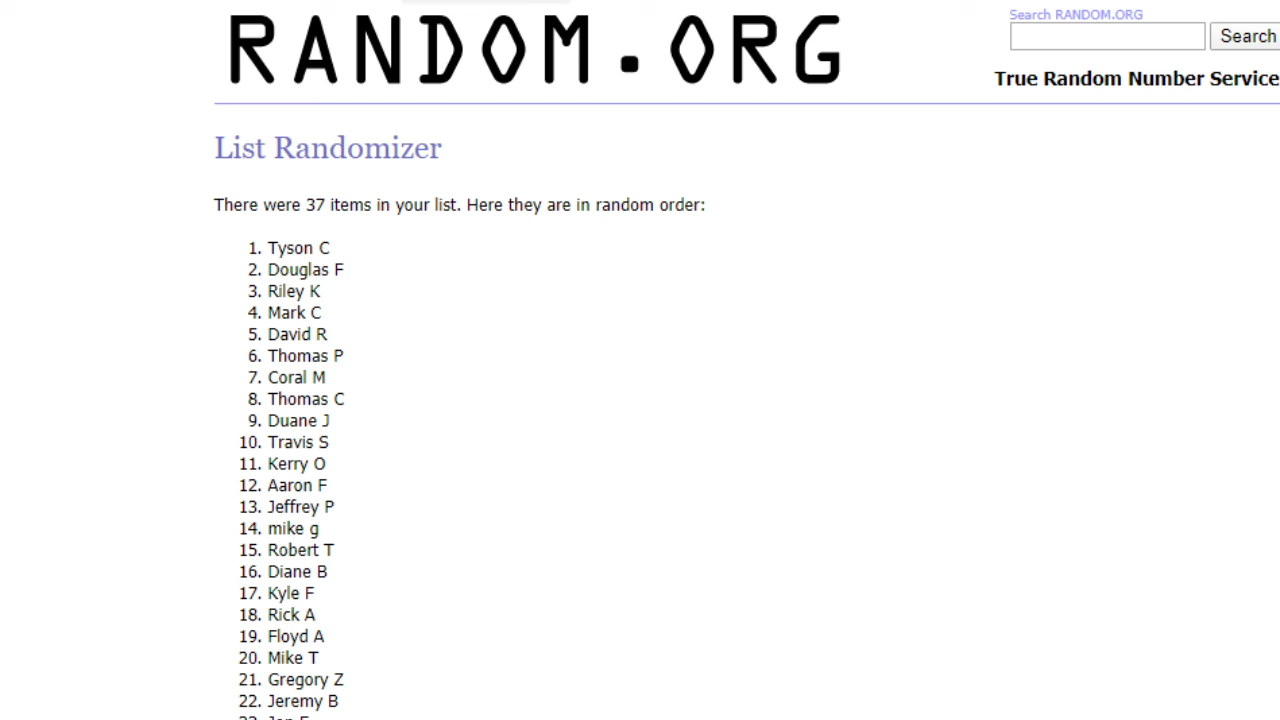 RANDOM.ORG
Search RANDOM.ORG
Search
True Random Number Service
List Randomizer
There were 37 items in your list. Here they are in random order:
1. Tyson C
2. Douglas F
3. Riley K
4. Mark C
5. David R
6. Thomas P
7. Coral M
8. Thomas C
9. Duane J
10. Travis S
11. Kerry O
12. Aaron F
13. Jeffrey P
14. mike g
15. Robert T
16. Diane B
17. Kyle F
18. Rick A
19. Floyd A
20. Mike T
21. Gregory Z
22. Jeremy B